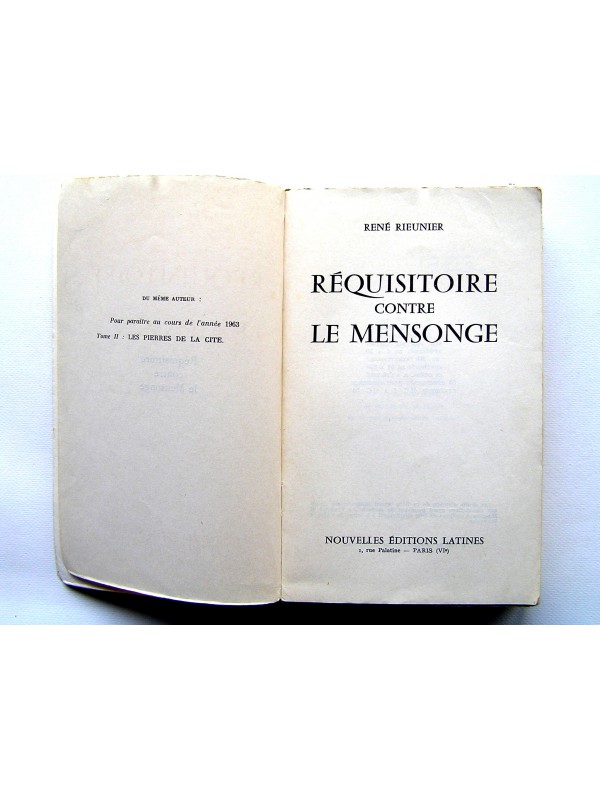 DU MÊME AUTEUR :
Pour paraître au cours de l'année 1963
Tome II : LES PIERRES DE LA CITE.
RENÉ RIEUNIER
RÉQUISITOIRE
CONTRE
LE MENSONGE
NOUVELLES ÉDITIONS LATINES
1, rue Palatine — PARIS (VIe)